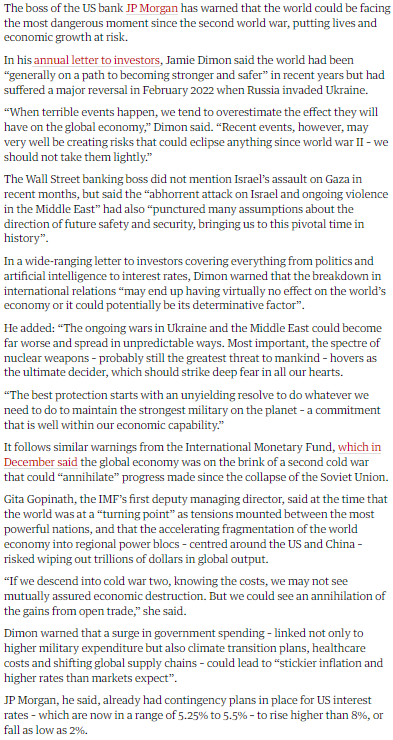 The boss of the US bank JP Morgan has warned that the world could be facing
the most dangerous moment since the second world war, putting lives and
economic growth at risk.
In his annual letter to investors, Jamie Dimon said the world had been
“generally on a path to becoming stronger and safer” in recent years but had
suffered a major reversal in February 2022 when Russia invaded Ukraine.
“When terrible events happen, we tend to overestimate the effect they will
have on the global economy,” Dimon said. “Recent events, however, may
very well be creating risks that could eclipse anything since world war II – we
should not take them lightly.”
The Wall Street banking boss did not mention Israel’s assault on Gaza in
recent months, but said the “abhorrent attack on Israel and ongoing violence
in the Middle East” had also “punctured many assumptions about the
direction of future safety and security, bringing us to this pivotal time in
history”.
In a wide-ranging letter to investors covering everything from politics and
artificial intelligence to interest rates, Dimon warned that the breakdown in
international relations “may end up having virtually no effect on the world’s
economy or it could potentially be its determinative factor”.
He added: “The ongoing wars in Ukraine and the Middle East could become
far worse and spread in unpredictable ways. Most important, the spectre of
nuclear weapons – probably still the greatest threat to mankind – hovers as
the ultimate decider, which should strike deep fear in all our hearts.
“The best protection starts with an unyielding resolve to do whatever we
need to do to maintain the strongest military on the planet – a commitment
that is well within our economic capability.”
It follows similar warnings from the International Monetary Fund, which in
December said the global economy was on the brink of a second cold war
that could “annihilate” progress made since the collapse of the Soviet Union.
Gita Gopinath, the IMF’s first deputy managing director, said at the time that
the world was at a “turning point” as tensions mounted between the most
powerful nations, and that the accelerating fragmentation of the world
economy into regional power blocs – centred around the US and China –
risked wiping out trillions of dollars in global output.
“If we descend into cold war two, knowing the costs, we may not see
mutually assured economic destruction. But we could see an annihilation of
the gains from open trade,” she said.
Dimon warned that a surge in government spending – linked not only to
higher military expenditure but also climate transition plans, healthcare
costs and shifting global supply chains – could lead to “stickier inflation and
higher rates than markets expect”.
JP Morgan, he said, already had contingency plans in place for US interest
rates – which are now in a range of 5.25% to 5.5% – to rise higher than 8%, or
fall as low as 2%.